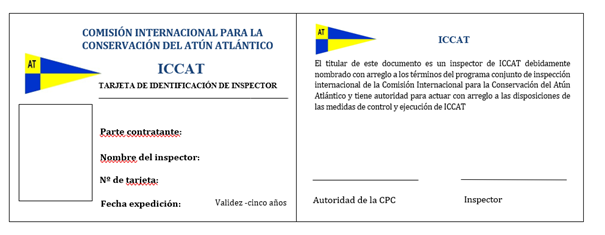 COMISIÓN INTERNACIONAL PARA LA
CONSERVACIÓN DEL ATÚN ATLÁNTICO
AT
ICCAT
TARJETA DE IDENTIFICACIÓN DE INSPECTOR
Parte contratante:
Nombre del inspector:
Nº de tarjeta:
Fecha expedición: Validez -cinco años
AT
ICCAT
El titular de este documento es un inspector de ICCAT debidamente
nombrado con arreglo a los términos del programa conjunto de inspección
internacional de la Comisión Internacional para la Conservación del Atún
Atlántico y tiene autoridad para actuar con arreglo a las disposiciones de
las medidas de control y ejecución de ICCAT
Autoridad de la CPC Inspector